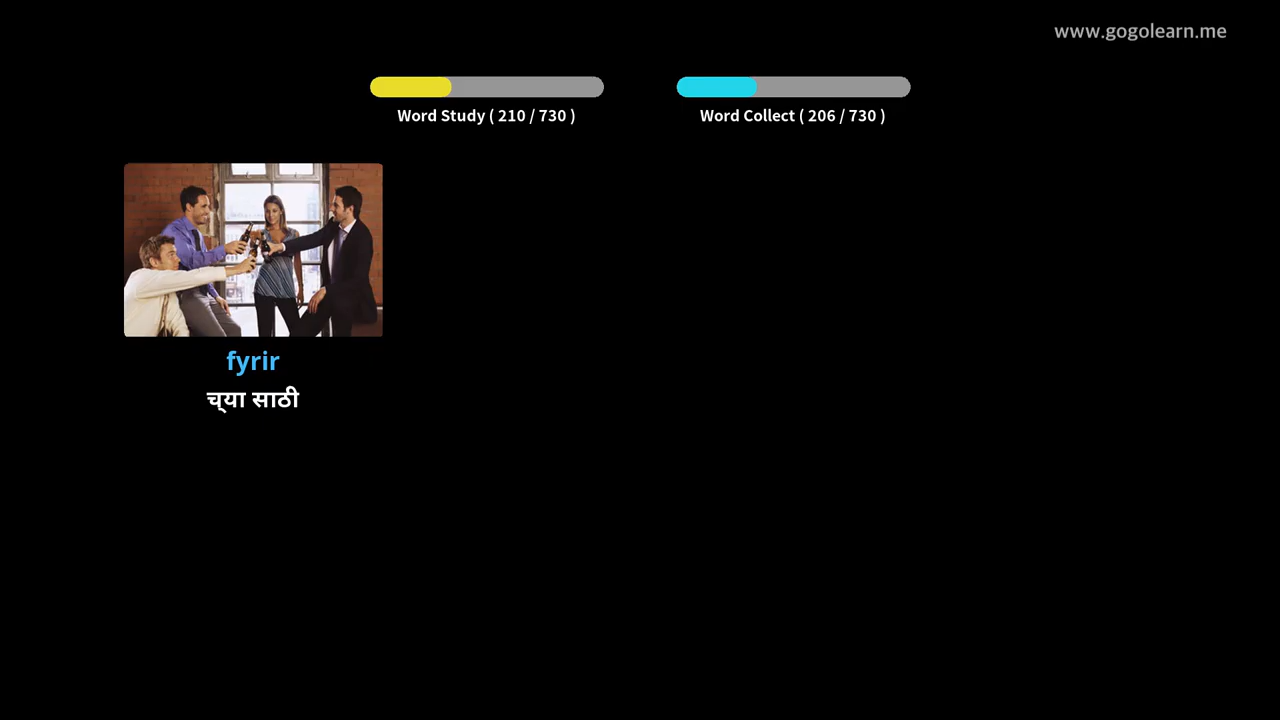 www.gogolearn.me
Word Study ( 210 / 730 )
Word Collect ( 206 / 730 )
fyrir
च्या साठी